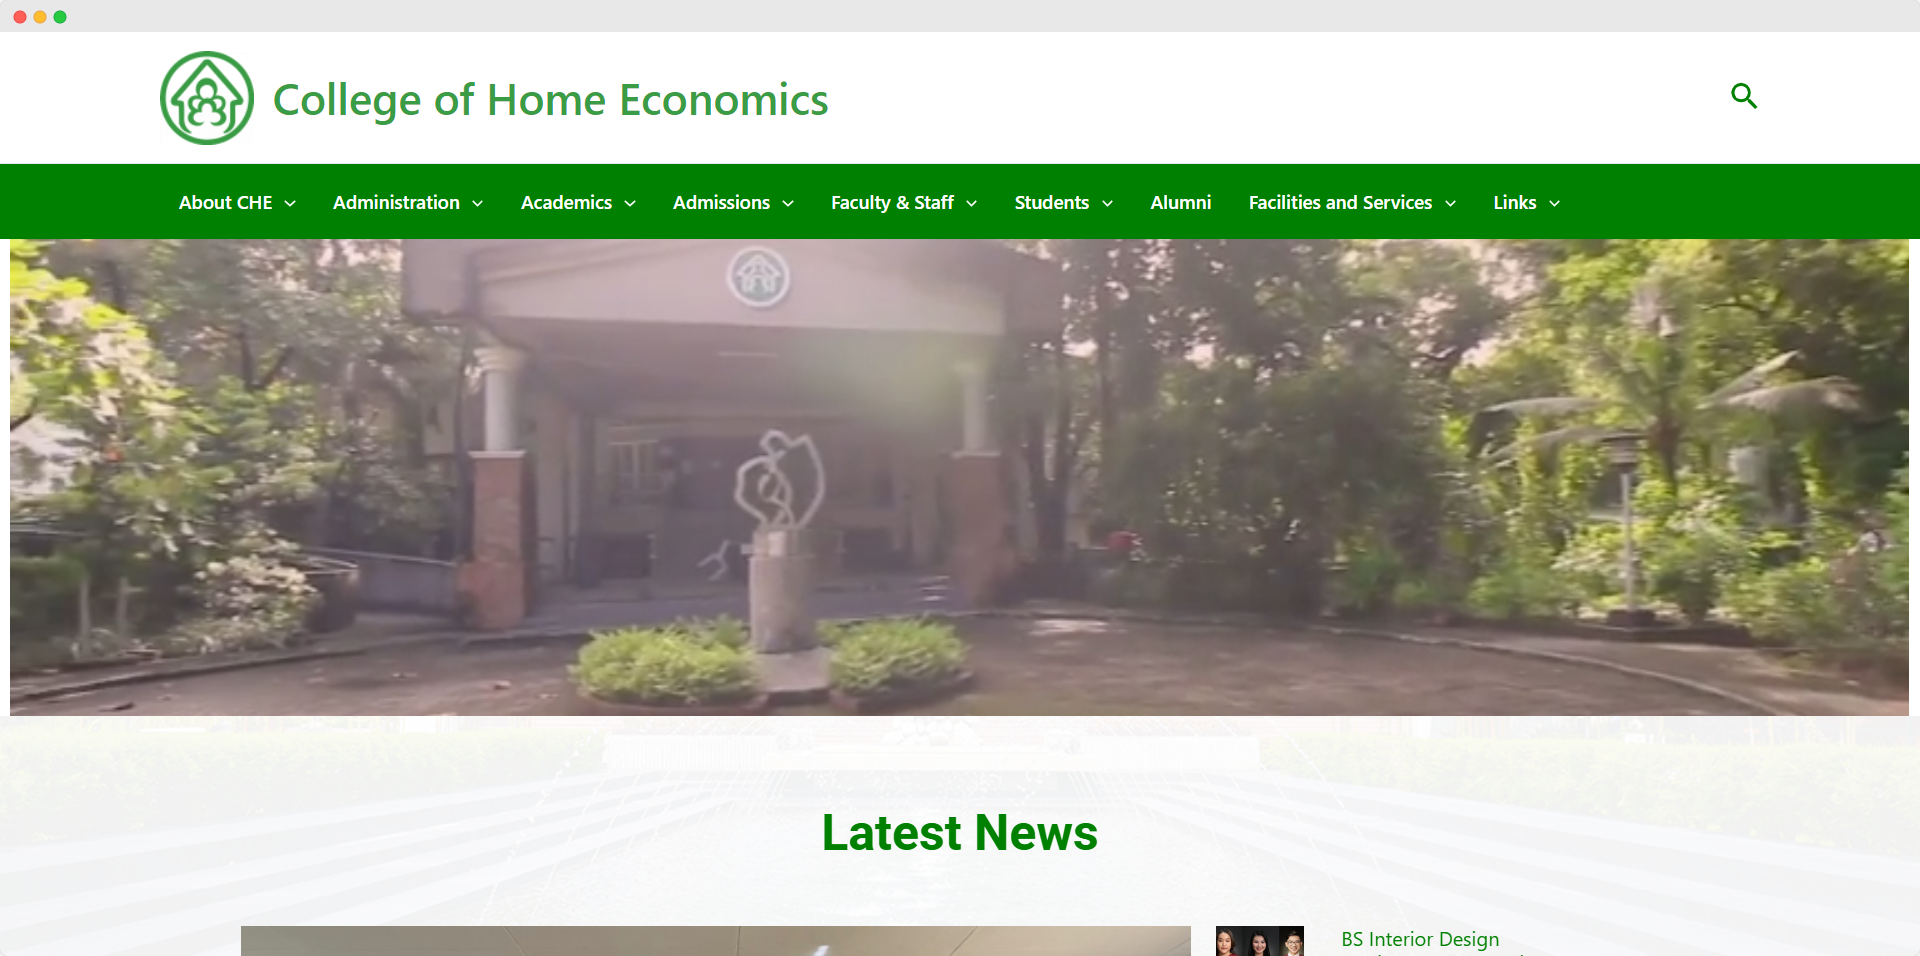 College of Home Economics
About CHE Administration Academics Admissions Faculty & Staff Students Alumni Facilities and Services Links
Latest News
BS Interior Design